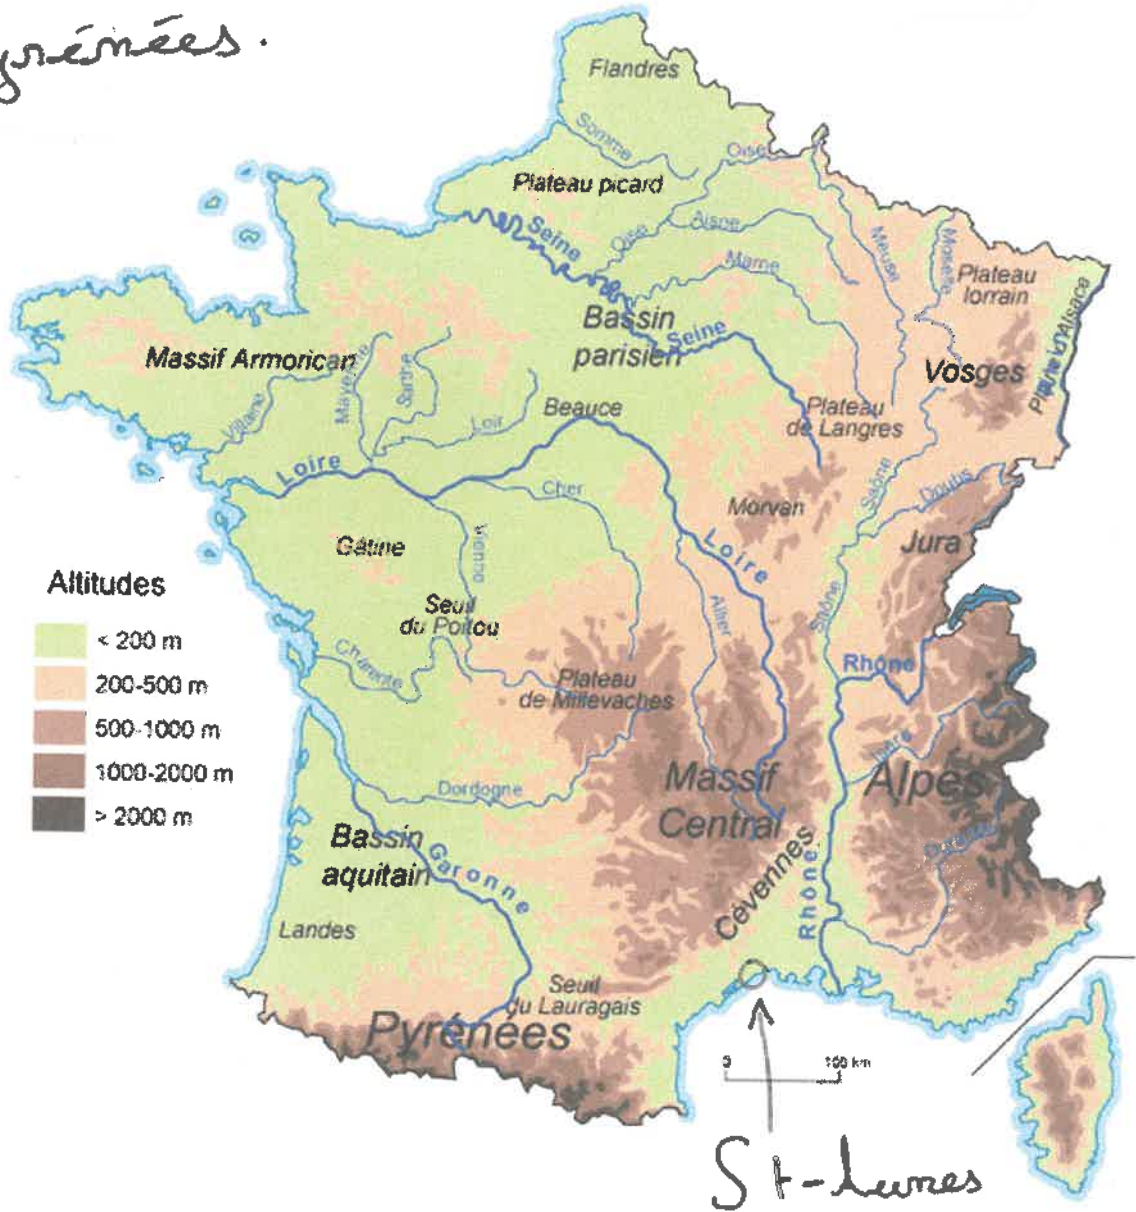 Pyrénées.
Flandres
Somme
Oise
Plateau picard
Seine
Oise
Aisne
Meuse
Moselle
Marne
Plateau
lorrain
Plaine d'Alsace
Bassin
parisien
Seine
Massif Armorican
Mayenne
Sarthe
Vosges
Vilaine
Loir
Beauce
Plateau
de Langres
Loire
Cher
Saône
Doubs
Morvan
Gâtine
Vienne
Loire
Jura
Altitudes
< 200 m
200-500 m
500-1000 m
1000-2000 m
> 2000 m
Seuil
du Poitou
Allier
Saône
Charente
Rhône
Plateau
de Millevaches
Isère
Dordogne
Massif
Central
Alpes
Durance
Bassin
aquitain
Garonne
Cévennes
Rhône
Landes
Seuil
du Lauragais
Pyrénées
0 100 km